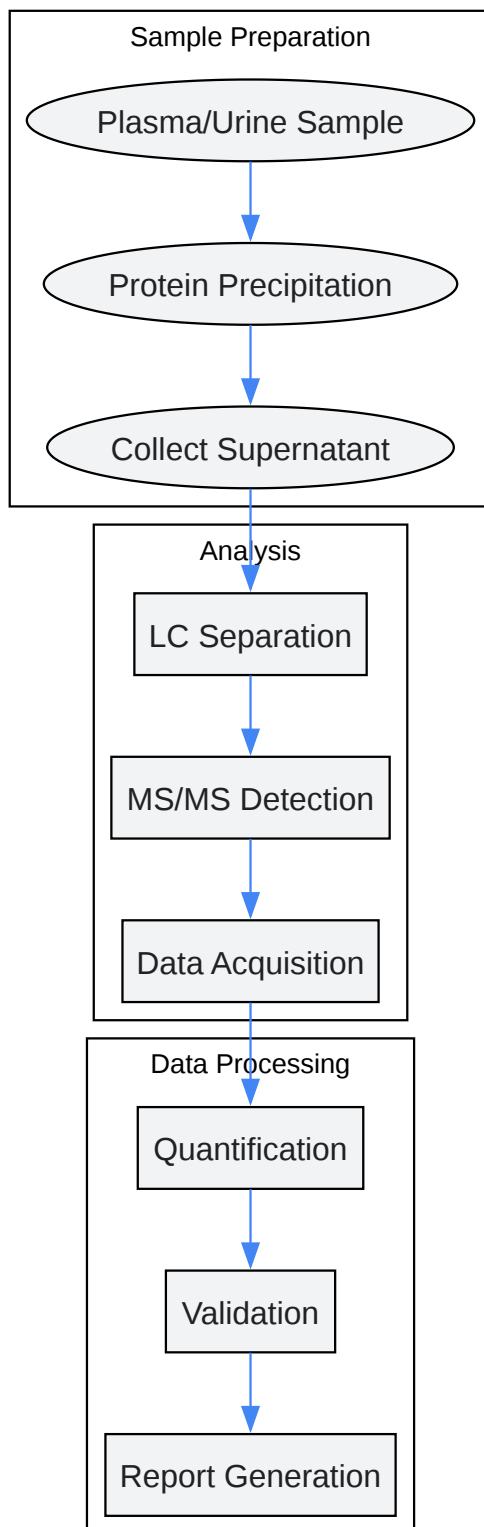 Sample Preparation
Plasma/Urine Sample
Protein Precipitation
Collect Supernatant
Analysis
LC Separation
MS/MS Detection
Data Acquisition
Data Processing
Quantification
Validation
Report Generation